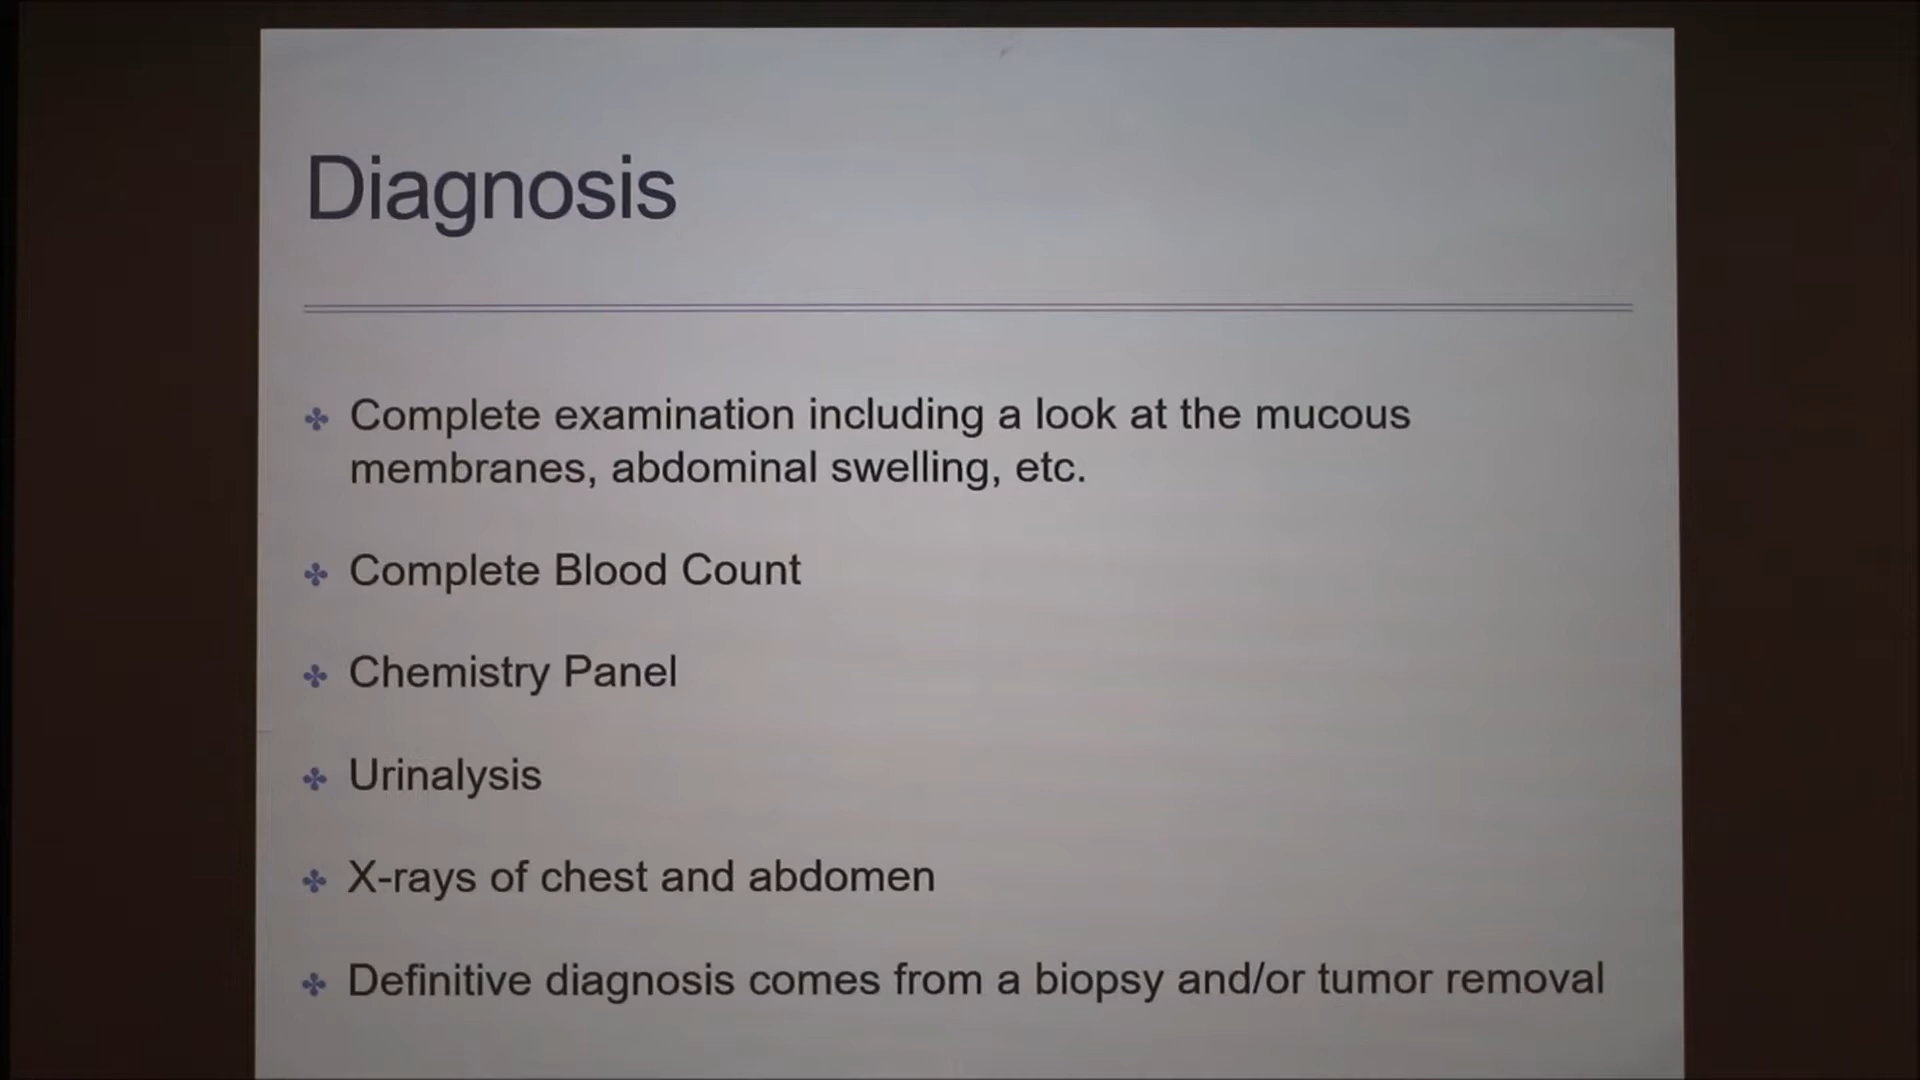 Diagnosis
Complete examination including a look at the mucous
membranes, abdominal swelling, etc.
Complete Blood Count
Chemistry Panel
Urinalysis
X-rays of chest and abdomen
Definitive diagnosis comes from a biopsy and/or tumor removal